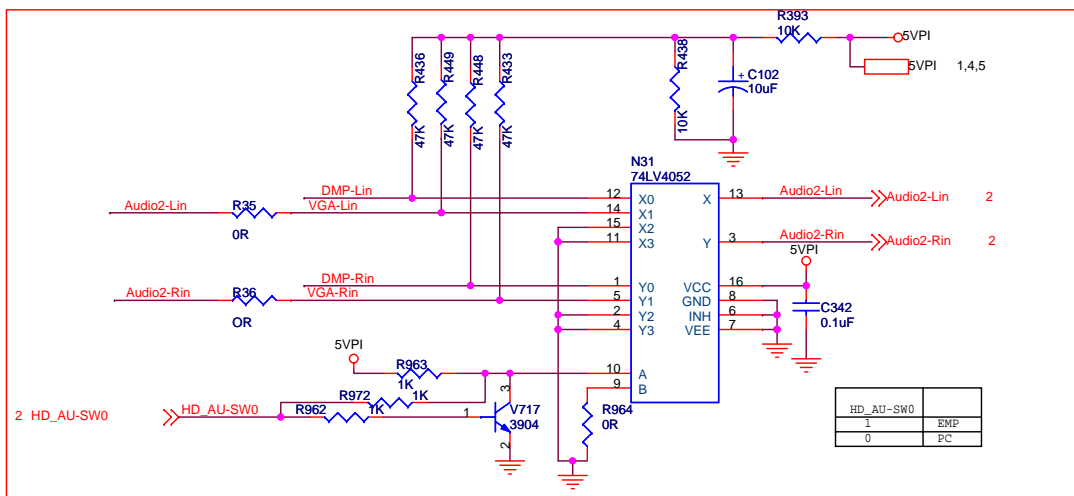 R393
10K
5VPI
5VPI 1,4,5
R436
47K
R449
47K
R448
47K
R433
47K
R438
10K
+
C102
10uF
N31
74LV4052
DMP-Lin
12 X0
X 13
Audio2-Lin
Audio2-Lin 2
Audio2-Lin
R35
0R
VGA-Lin
14 X1
15 X2
11 X3
Y 3
Audio2-Rin
Audio2-Rin 2
5VPI
DMP-Rin
1 Y0
VCC 16
Audio2-Rin
R36
OR
VGA-Rin
5 Y1
GND 8
2 Y2
INH 6
4 Y3
VEE 7
C342
0.1uF
5VPI
R963
1K
10 A
9 B
R972
1K
2 HD_AU-SW0
HD_AU-SW0
R962
1
3
2
V717
3904
R964
0R
HD_AU-SW0
1 EMP
0 PC